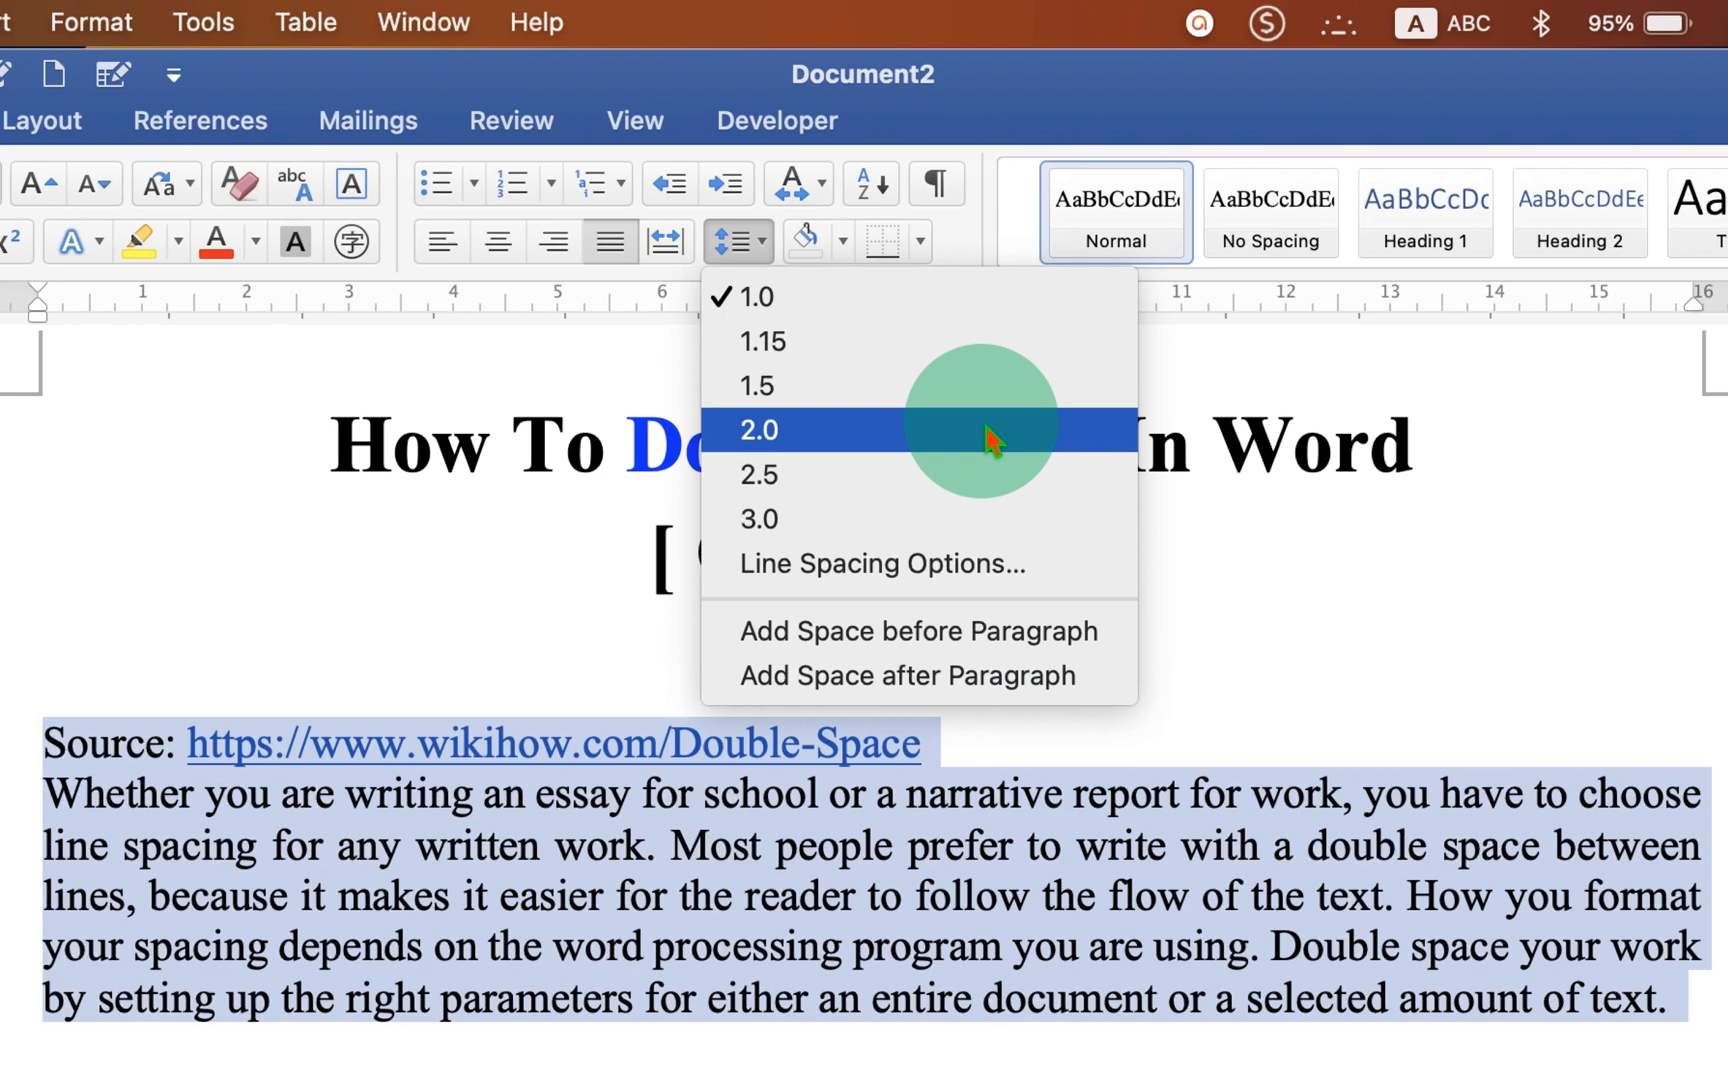 Format Tools Table Window Help A ABC 95%
Document2
Layout References Mailings Review View Developer
AaBbCcDdE AaBbCcDdE AaBbCcDc AaBbCcDdE Aa
Normal No Spacing Heading 1 Heading 2
1 2 3 4 5 6 11 12 13 14 15 16
✓ 1.0
1.15
1.5
2.0
2.5
3.0
Line Spacing Options...
Add Space before Paragraph
Add Space after Paragraph
How To Do In Word
[
Source: https://www.wikihow.com/Double-Space
Whether you are writing an essay for school or a narrative report for work, you have to choose
line spacing for any written work. Most people prefer to write with a double space between
lines, because it makes it easier for the reader to follow the flow of the text. How you format
your spacing depends on the word processing program you are using. Double space your work
by setting up the right parameters for either an entire document or a selected amount of text.